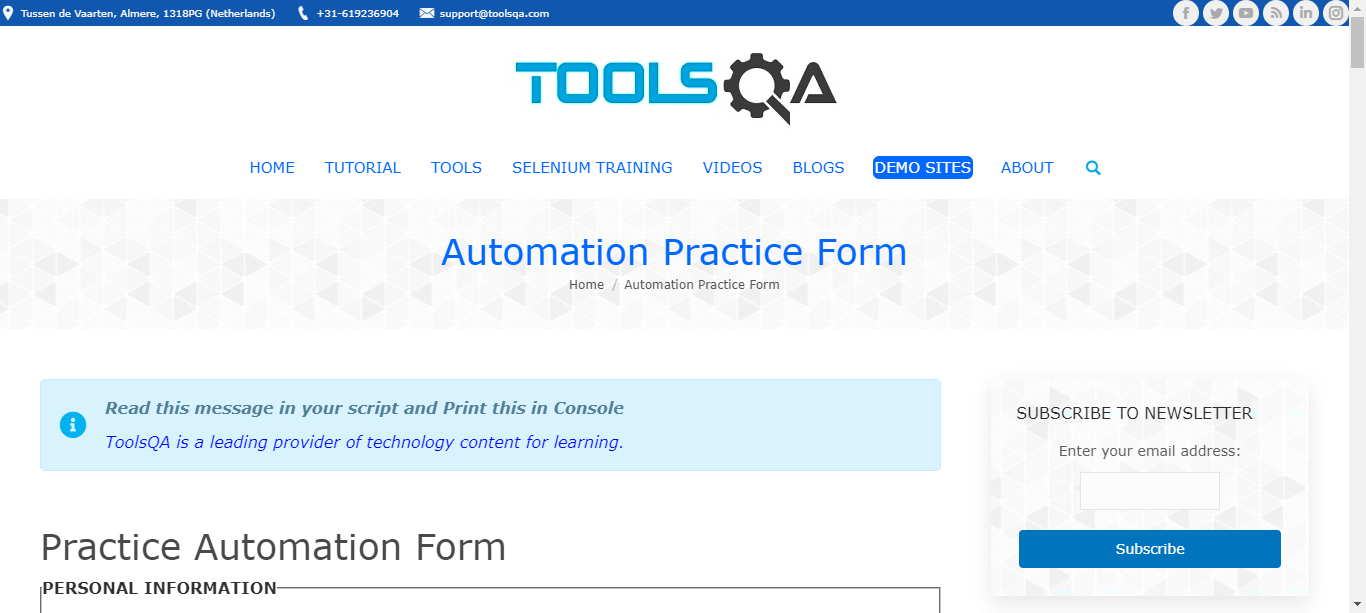 Tussen de Vaarten, Almere, 1318PG (Netherlands) +31-619236904 support@toolsqa.com
TOOLSQA
HOME TUTORIAL TOOLS SELENIUM TRAINING VIDEOS BLOGS DEMO SITES ABOUT
Automation Practice Form
Home / Automation Practice Form
Read this message in your script and Print this in Console
ToolsQA is a leading provider of technology content for learning.
SUBSCRIBE TO NEWSLETTER
Enter your email address:
Subscribe
Practice Automation Form
PERSONAL INFORMATION